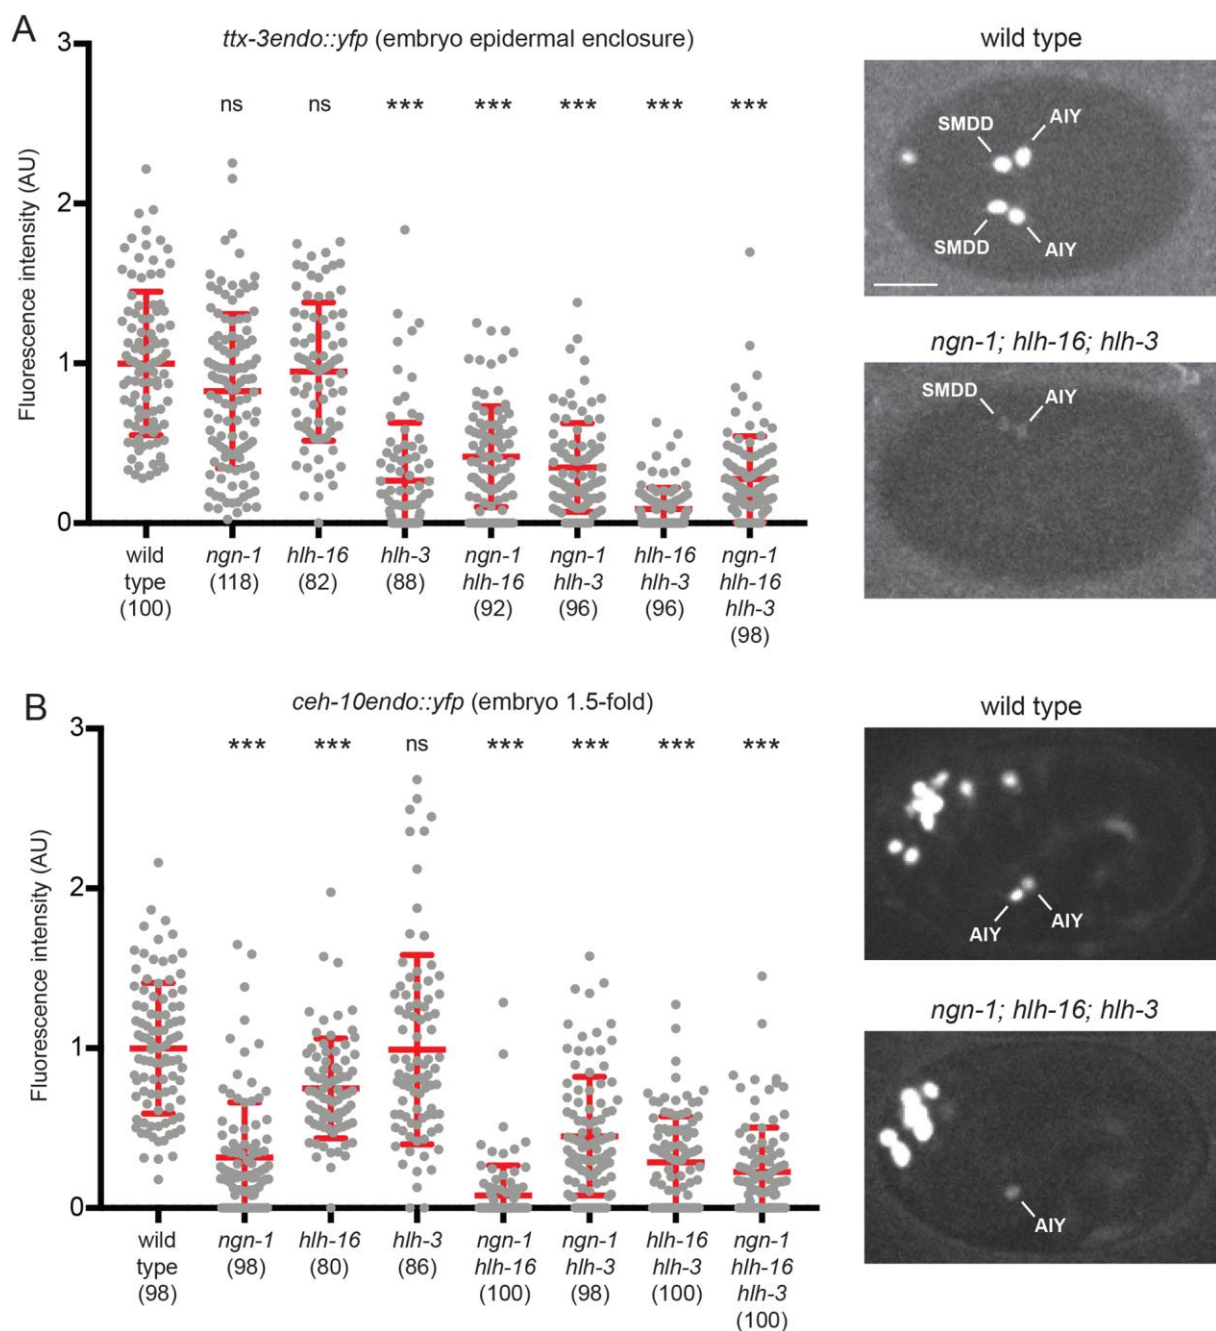 A
ttx-3endo::yfp (embryo epidermal enclosure)
3
2
1
0
Fluorescence intensity (AU)
ns ns *** *** *** *** ***
wild type (100)
ngn-1 (118)
hlh-16 (82)
hlh-3 (88)
ngn-1 hlh-16 (92)
ngn-1 hlh-3 (96)
hlh-16 hlh-3 (96)
ngn-1 hlh-16 hlh-3 (98)
wild type
SMDD
AIY
SMDD
AIY
ngn-1; hlh-16; hlh-3
SMDD
AIY
B
ceh-10endo::yfp (embryo 1.5-fold)
3
2
1
0
Fluorescence intensity (AU)
*** *** ns *** *** *** ***
wild type (98)
ngn-1 (98)
hlh-16 (80)
hlh-3 (86)
ngn-1 hlh-16 (100)
ngn-1 hlh-3 (98)
hlh-16 hlh-3 (100)
ngn-1 hlh-16 hlh-3 (100)
wild type
AIY
AIY
ngn-1; hlh-16; hlh-3
AIY